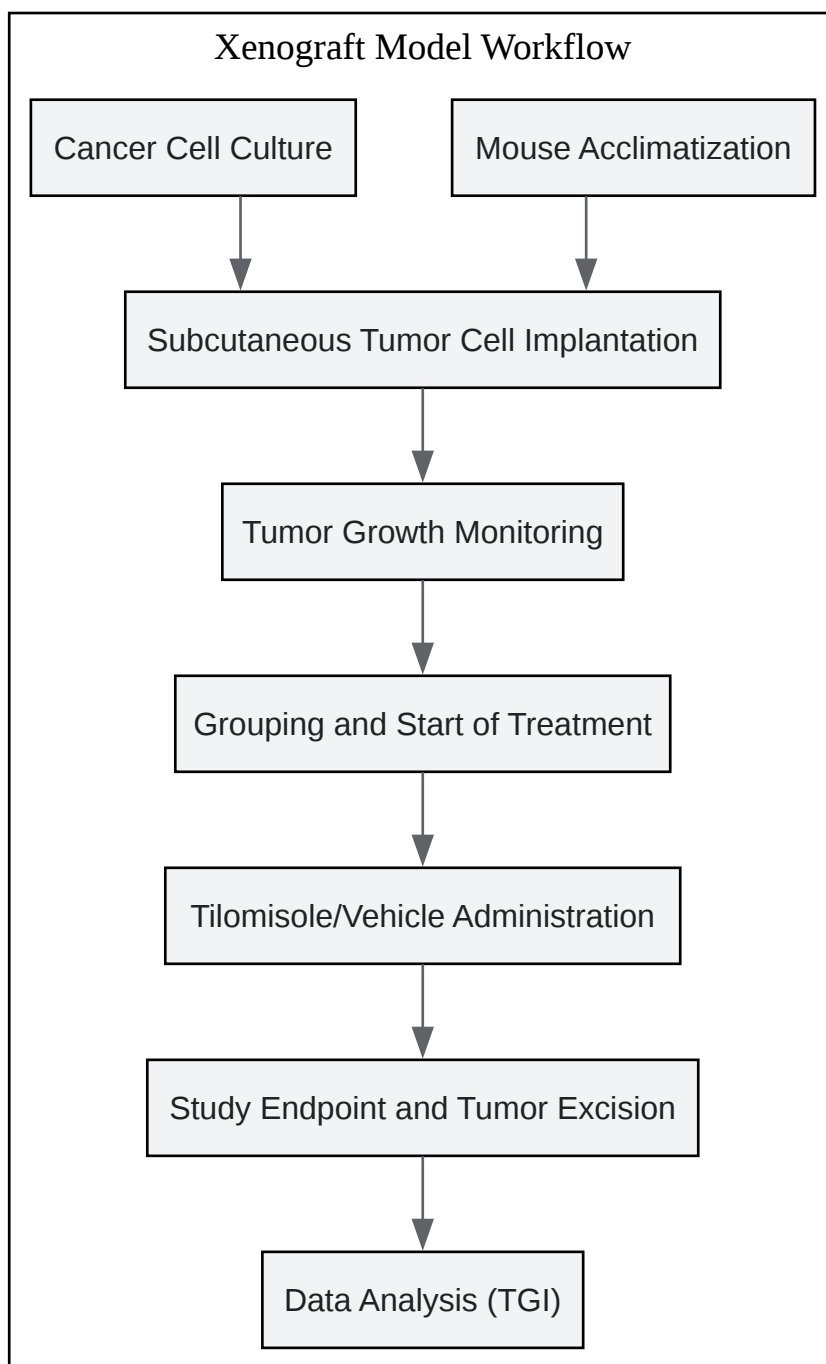 Xenograft Model Workflow
Cancer Cell Culture
Mouse Acclimatization
Subcutaneous Tumor Cell Implantation
Tumor Growth Monitoring
Grouping and Start of Treatment
Tilomisole/Vehicle Administration
Study Endpoint and Tumor Excision
Data Analysis (TGI)